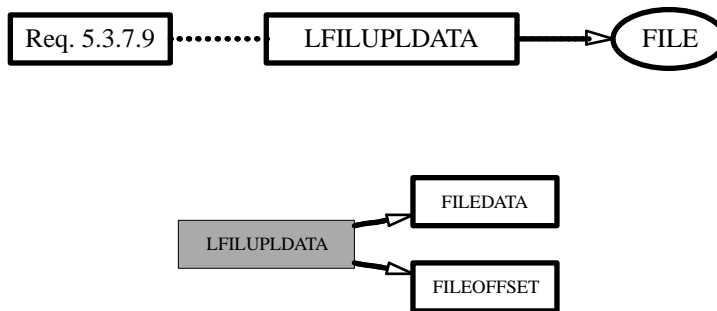 Req. 5.3.7.9 LFILUPLDATA FILE
FILEDATA
LFILUPLDATA
FILEOFFSET